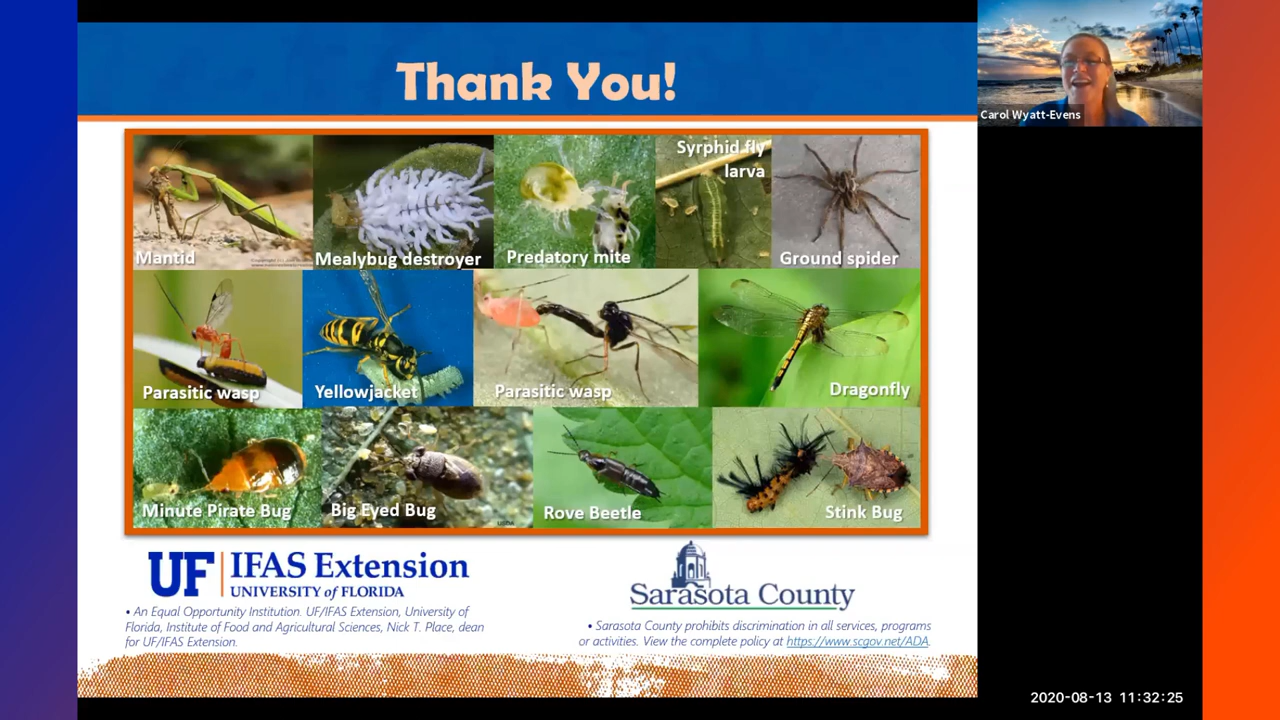 Thank You!
Carol Wyatt-Evens
Mantid
Mealybug destroyer
Predatory mite
Syrphid fly
larva
Ground spider
Parasitic wasp
Yellowjacket
Parasitic wasp
Dragonfly
Minute Pirate Bug
Big Eyed Bug
Rove Beetle
Stink Bug
UF IFAS Extension
UNIVERSITY of FLORIDA
• An Equal Opportunity Institution. UF/IFAS Extension, University of
Florida, Institute of Food and Agricultural Sciences, Nick T. Place, dean
for UF/IFAS Extension.
Sarasota County
• Sarasota County prohibits discrimination in all services, programs
or activities. View the complete policy at https://www.scgov.net/ADA.
2020-08-13 11:32:25